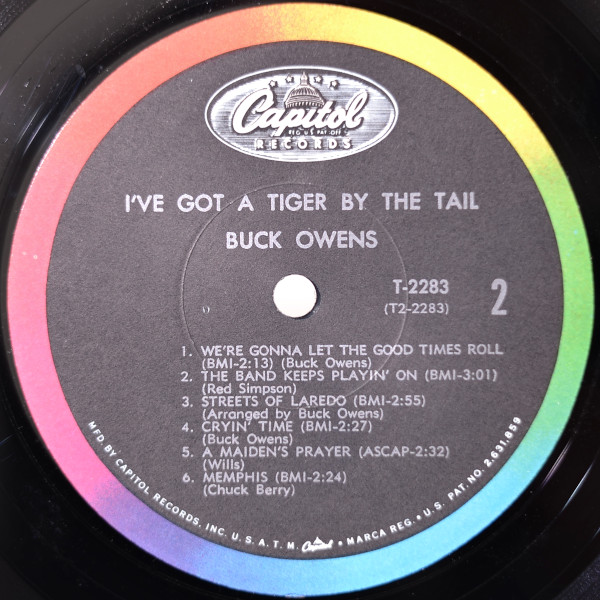 Capitol
REG. U.S. PAT. OFF.
RECORDS
I'VE GOT A TIGER BY THE TAIL
BUCK OWENS
T-2283
(T2-2283)
2
1. WE'RE GONNA LET THE GOOD TIMES ROLL
(BMI-2:13) (Buck Owens)
2. THE BAND KEEPS PLAYIN' ON (BMI-3:01)
(Red Simpson)
3. STREETS OF LAREDO (BMI-2:55)
(Arranged by Buck Owens)
4. CRYIN' TIME (BMI-2:27)
(Buck Owens)
5. A MAIDEN'S PRAYER (ASCAP-2:32)
(Wills)
6. MEMPHIS (BMI-2:24)
(Chuck Berry)
MFD. BY CAPITOL RECORDS, INC. U.S.A. T.M. Capitol • MARCA REG. • U.S. PAT. NO. 2,631,859